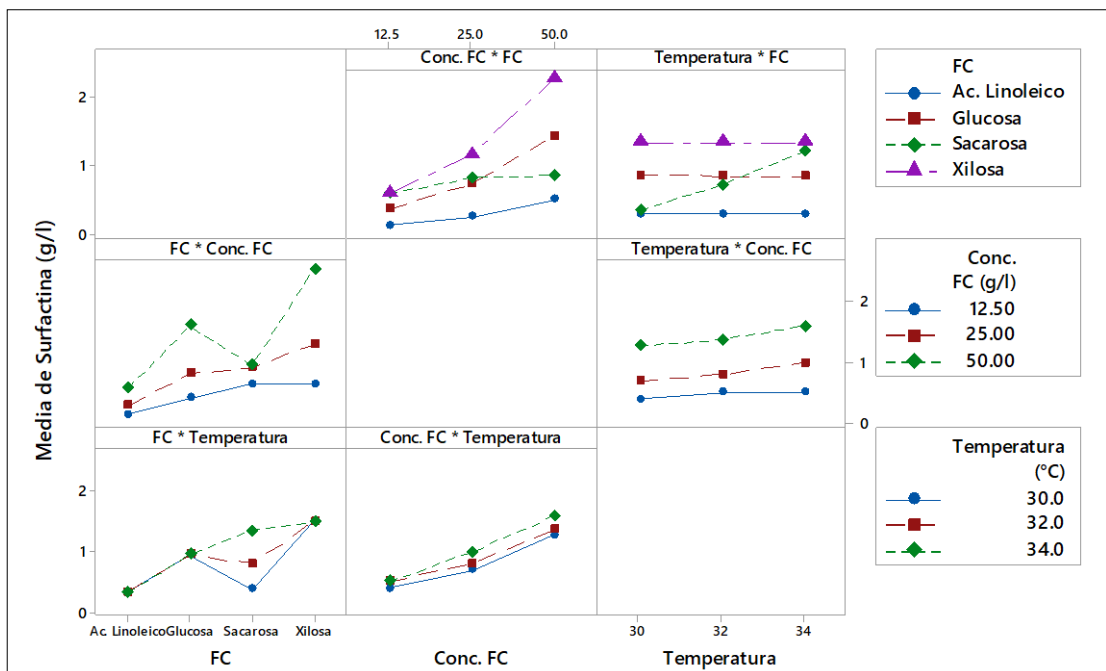 12.5 25.0 50.0
Conc. FC * FC
Temperatura * FC
2
1
0
FC
Ac. Linoleico
Glucosa
Sacarosa
Xilosa
Media de Surfactina (g/l)
FC * Conc. FC
Temperatura * Conc. FC
2
1
0
Conc.
FC (g/l)
12.50
25.00
50.00
FC * Temperatura
Conc. FC * Temperatura
2
1
0
Temperatura
(°C)
30.0
32.0
34.0
Ac. Linoleico Glucosa Sacarosa Xilosa
30 32 34
FC
Conc. FC
Temperatura